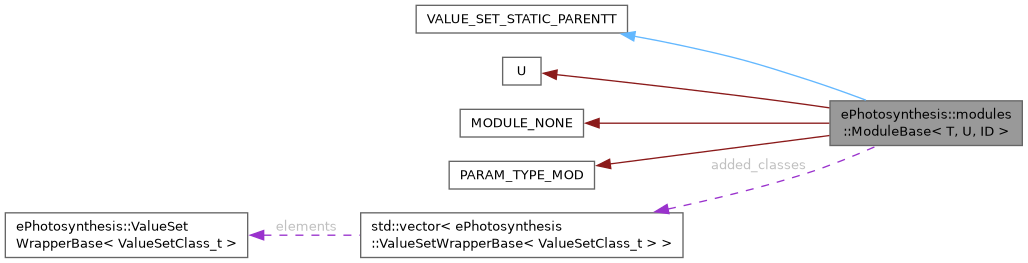 VALUE_SET_STATIC_PARENTT
U
ePhotosynthesis::modules
::ModuleBase< T, U, ID >
MODULE_NONE
PARAM_TYPE_MOD
added_classes
ePhotosynthesis::ValueSet
WrapperBase< ValueSetClass_t >
elements
std::vector< ePhotosynthesis
::ValueSetWrapperBase< ValueSetClass_t > >